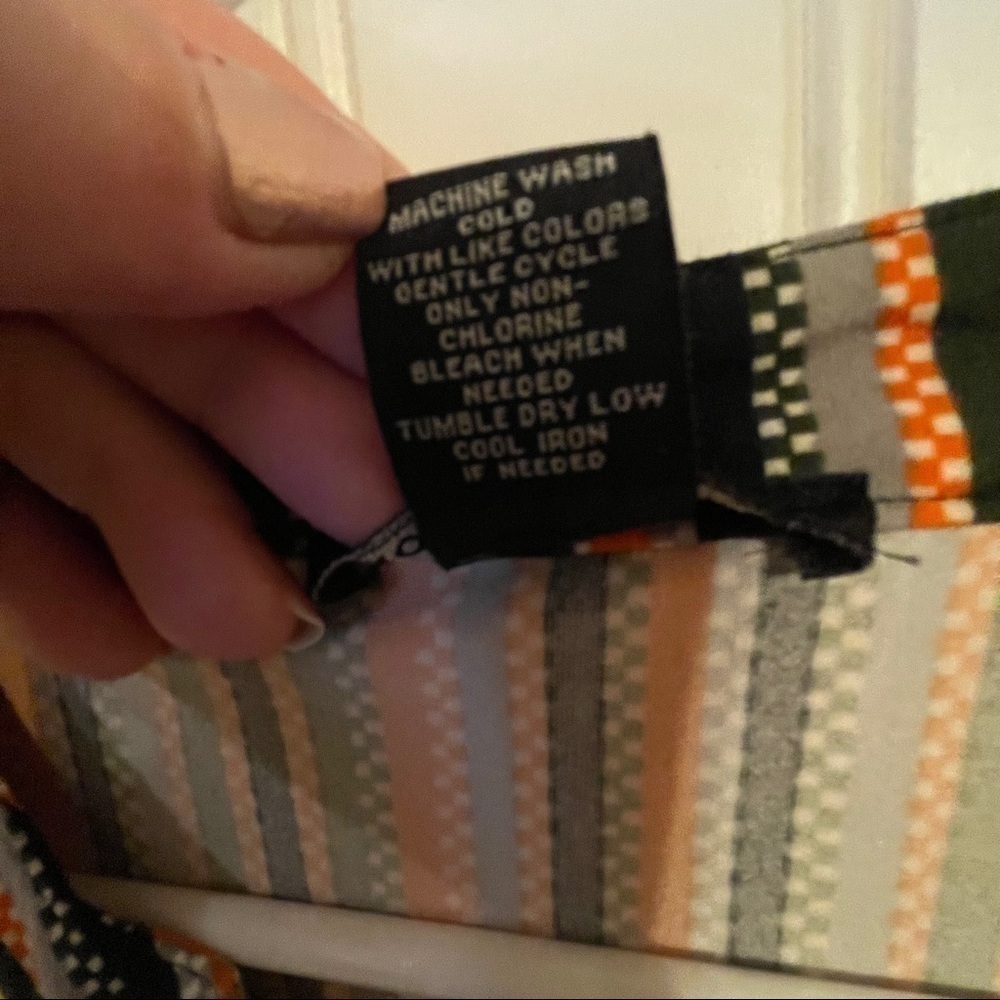 MACHINE WASH
COLD
WITH LIKE COLORS
GENTLE CYCLE
ONLY NON-
CHLORINE
BLEACH WHEN
NEEDED
TUMBLE DRY LOW
COOL IRON
IF NEEDED